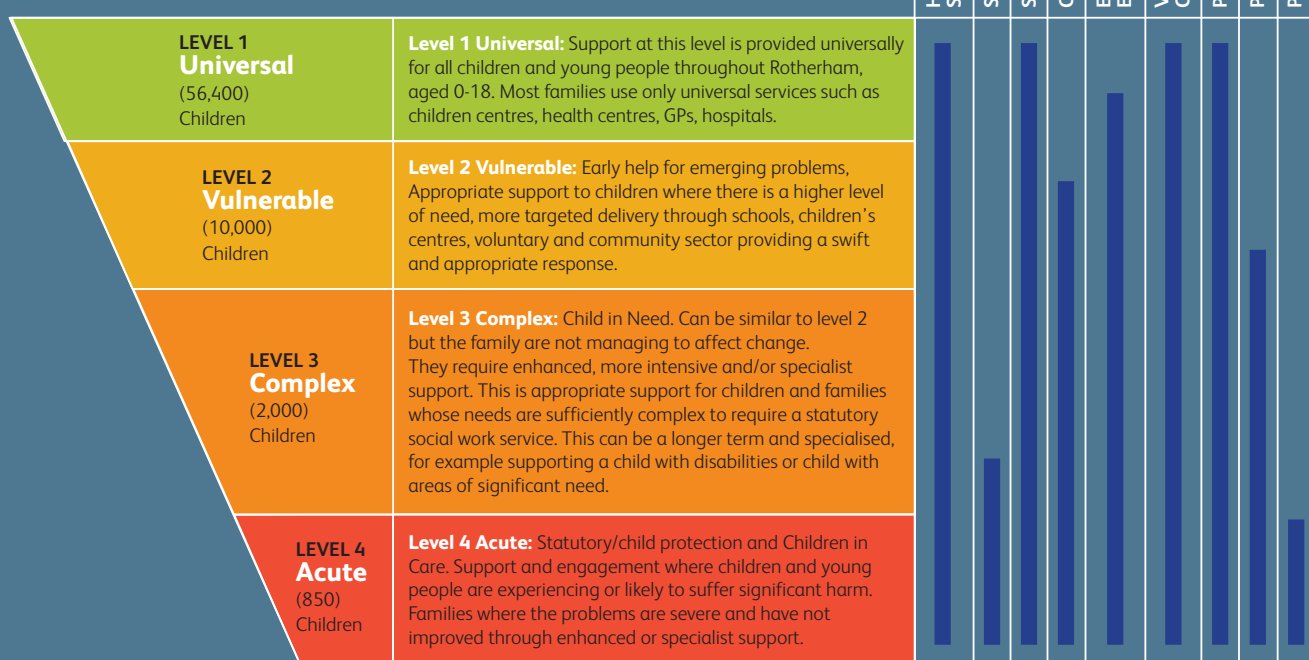 LEVEL 1
Universal
(56,400)
Children
Level 1 Universal: Support at this level is provided universally
for all children and young people throughout Rotherham,
aged 0-18. Most families use only universal services such as
children centres, health centres, GPs, hospitals.
LEVEL 2
Vulnerable
(10,000)
Children
Level 2 Vulnerable: Early help for emerging problems,
Appropriate support to children where there is a higher level
of need, more targeted delivery through schools, children’s
centres, voluntary and community sector providing a swift
and appropriate response.
LEVEL 3
Complex
(2,000)
Children
Level 3 Complex: Child in Need. Can be similar to level 2
but the family are not managing to affect change.
They require enhanced, more intensive and/or specialist
support. This is appropriate support for children and families
whose needs are sufficiently complex to require a statutory
social work service. This can be a longer term and specialised,
for example supporting a child with disabilities or child with
areas of significant need.
LEVEL 4
Acute
(850)
Children
Level 4 Acute: Statutory/child protection and Children in
Care. Support and engagement where children and young
people are experiencing or likely to suffer significant harm.
Families where the problems are severe and have not
improved through enhanced or specialist support.